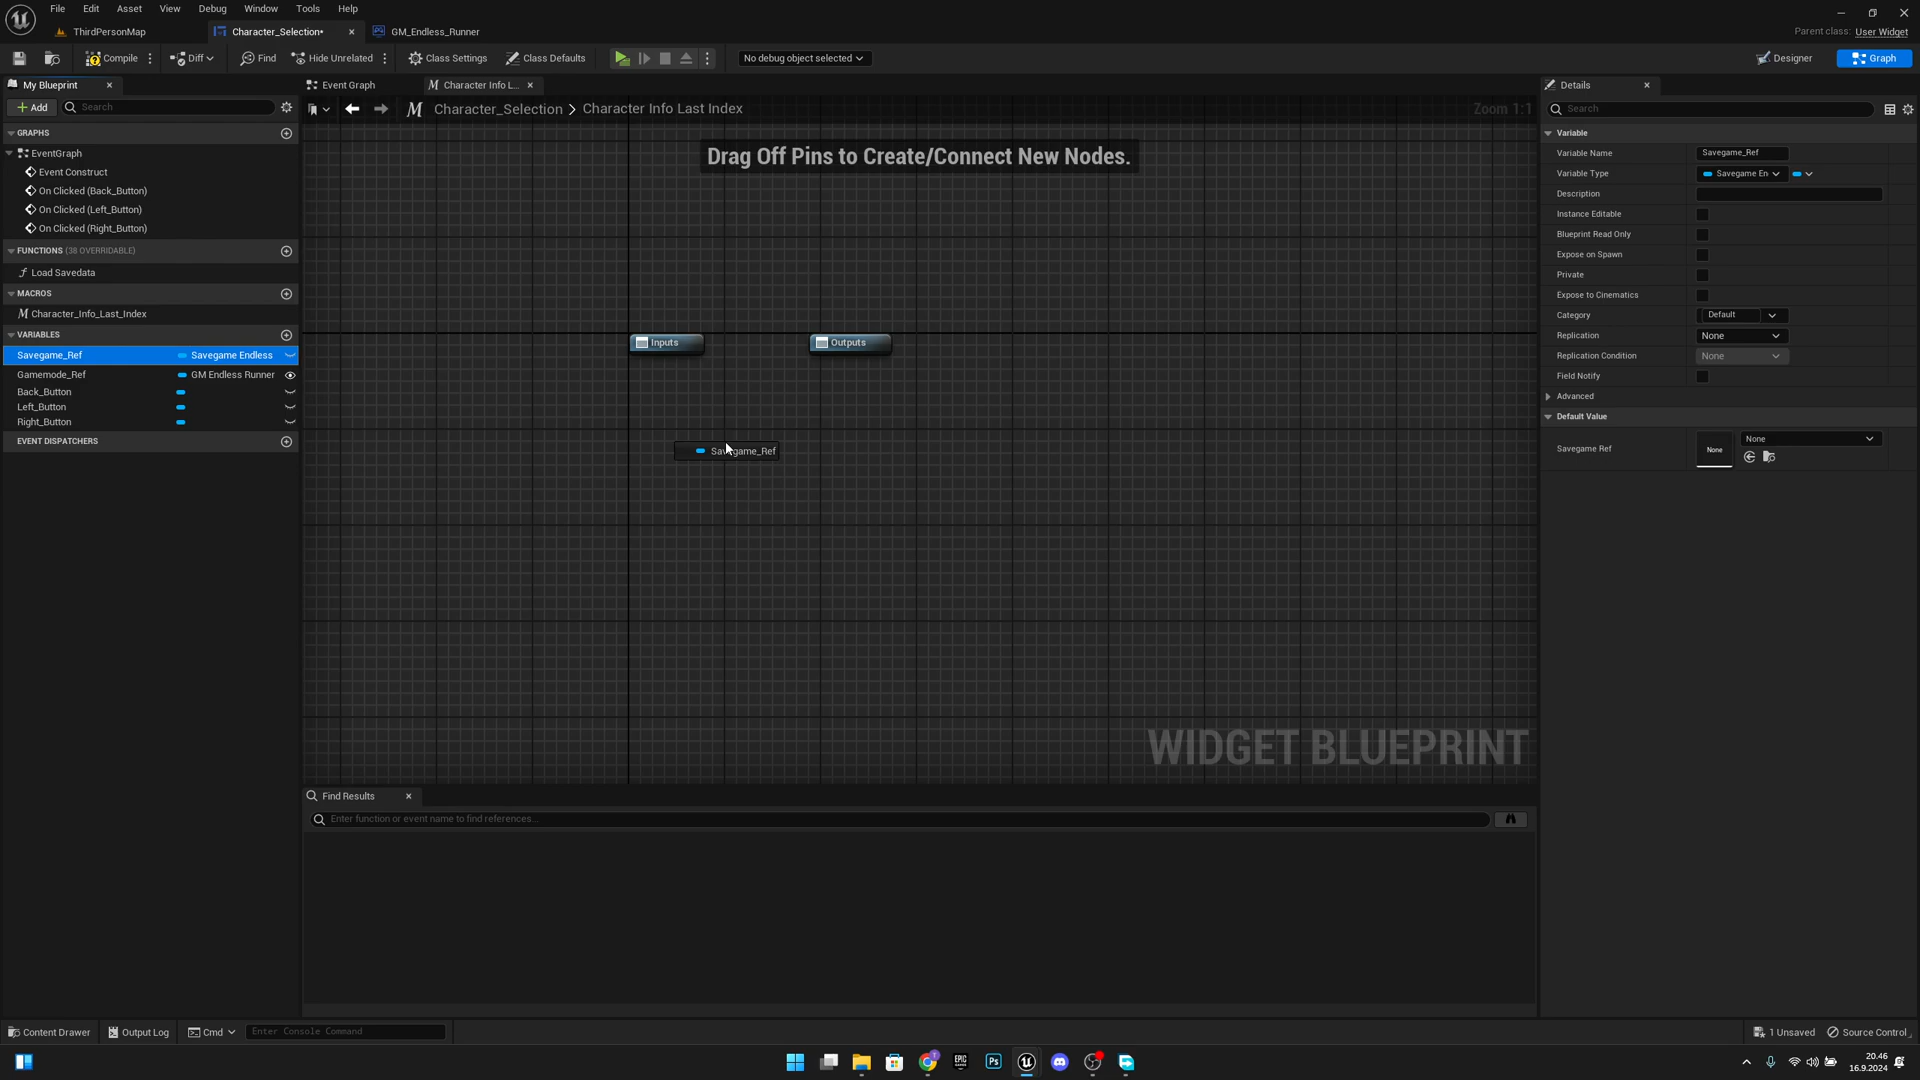 File Edit Asset View Debug Window Tools Help
ThirdPersonMap Character_Selection* GM_Endless_Runner
Parent class: User Widget
Compile Diff Find Hide Unrelated Class Settings Class Defaults No debug object selected Designer Graph
My Blueprint
Event Graph Character Info L...
Details
Add Search
Character_Selection > Character Info Last Index
Zoom 1:1
Search
Drag Off Pins to Create/Connect New Nodes.
GRAPHS
EventGraph
Event Construct
On Clicked (Back_Button)
On Clicked (Left_Button)
On Clicked (Right_Button)
FUNCTIONS (38 OVERRIDABLE)
Load Savedata
MACROS
Character_Info_Last_Index
VARIABLES
Savegame_Ref Savegame Endless
Gamemode_Ref GM Endless Runner
Back_Button
Left_Button
Right_Button
EVENT DISPATCHERS
Inputs Outputs
Savegame_Ref
WIDGET BLUEPRINT
Variable
Variable Name Savegame_Ref
Variable Type Savegame En
Description
Instance Editable
Blueprint Read Only
Expose on Spawn
Private
Expose to Cinematics
Category Default
Replication None
Replication Condition None
Field Notify
Advanced
Default Value
Savegame Ref None None
Find Results
Enter function or event name to find references...
Content Drawer Output Log Cmd Enter Console Command 1 Unsaved Source Control
20.46
16.9.2024